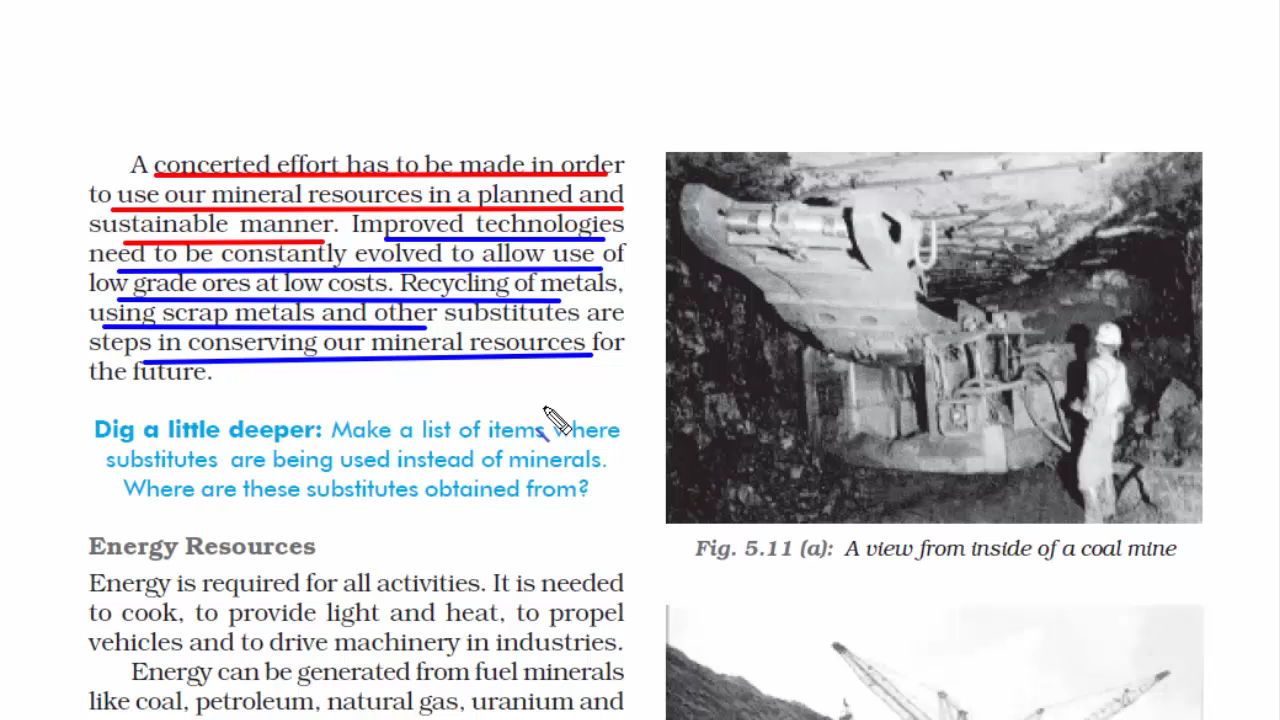 A concerted effort has to be made in order
to use our mineral resources in a planned and
sustainable manner. Improved technologies
need to be constantly evolved to allow use of
low grade ores at low costs. Recycling of metals,
using scrap metals and other substitutes are
steps in conserving our mineral resources for
the future.
Dig a little deeper: Make a list of items where
substitutes are being used instead of minerals.
Where are these substitutes obtained from?
Energy Resources
Energy is required for all activities. It is needed
to cook, to provide light and heat, to propel
vehicles and to drive machinery in industries.
Energy can be generated from fuel minerals
like coal, petroleum, natural gas, uranium and
Fig. 5.11 (a): A view from inside of a coal mine